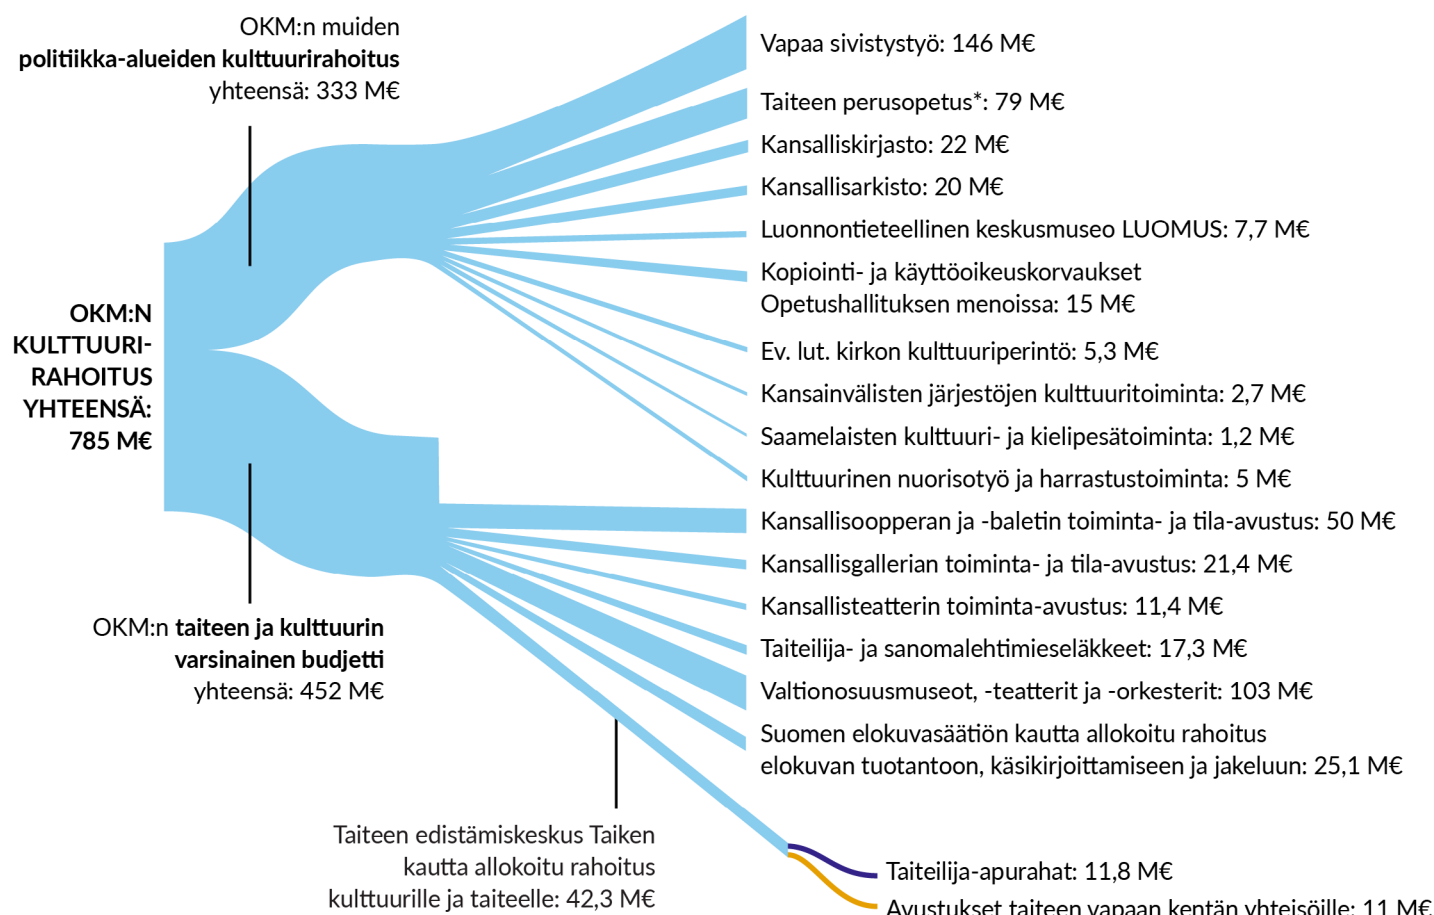 OKM:n muiden
politiikka-alueiden kulttuurirahoitus
yhteensä: 333 M€
OKM:N
KULTTUURI-
RAHOITUS
YHTEENSÄ:
785 M€
OKM:n taiteen ja kulttuurin
varsinainen budjetti
yhteensä: 452 M€
Vapaa sivistystyö: 146 M€
Taiteen perusopetus*: 79 M€
Kansalliskirjasto: 22 M€
Kansallisarkisto: 20 M€
Luonnontieteellinen keskusmuseo LUOMUS: 7,7 M€
Kopiointi- ja käyttöoikeuskorvaukset
Opetushallituksen menoissa: 15 M€
Ev. lut. kirkon kulttuuriperintö: 5,3 M€
Kansainvälisten järjestöjen kulttuuritoiminta: 2,7 M€
Saamelaisten kulttuuri- ja kielipesätoiminta: 1,2 M€
Kulttuurinen nuorisotyö ja harrastustoiminta: 5 M€
Kansallisoopperan ja -baletin toiminta- ja tila-avustus: 50 M€
Kansallisgallerian toiminta- ja tila-avustus: 21,4 M€
Kansallisteatterin toiminta-avustus: 11,4 M€
Taiteilija- ja sanomalehtimieseläkkeet: 17,3 M€
Valtionosuusmuseot, -teatterit ja -orkesterit: 103 M€
Suomen elokuvasäätiön kautta allokoitu rahoitus
elokuvan tuotantoon, käsikirjoittamiseen ja jakeluun: 25,1 M€
Taiteen edistämiskeskus Taiken
kautta allokoitu rahoitus
kulttuurille ja taiteelle: 42,3 M€
Taiteilija-apurahat: 11,8 M€
Avustukset taiteen vapaan kentän yhteisöille: 11 M€